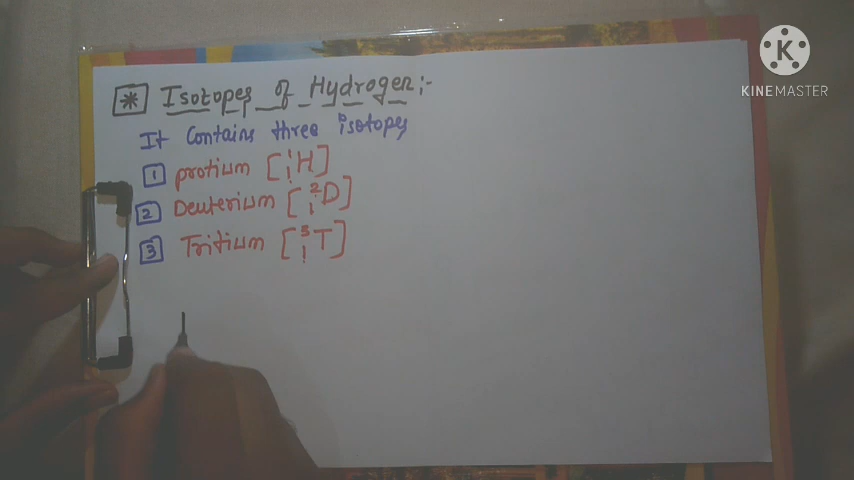 * Isotopes of Hydrogen:-
It Contains three isotopes
1 protium [¹₁H]
2 Deuterium [²₁D]
3 Tritium [³₁T]
K
KINEMASTER